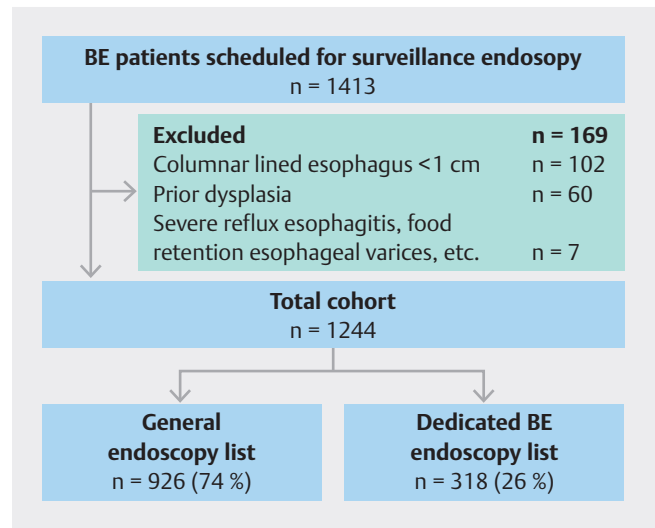 BE patients scheduled for surveillance endosopy
n = 1413
Excluded n = 169
Columnar lined esophagus <1 cm n = 102
Prior dysplasia n = 60
Severe reflux esophagitis, food
retention esophageal varices, etc. n = 7
Total cohort
n = 1244
General
endoscopy list
n = 926 (74 %)
Dedicated BE
endoscopy list
n = 318 (26 %)